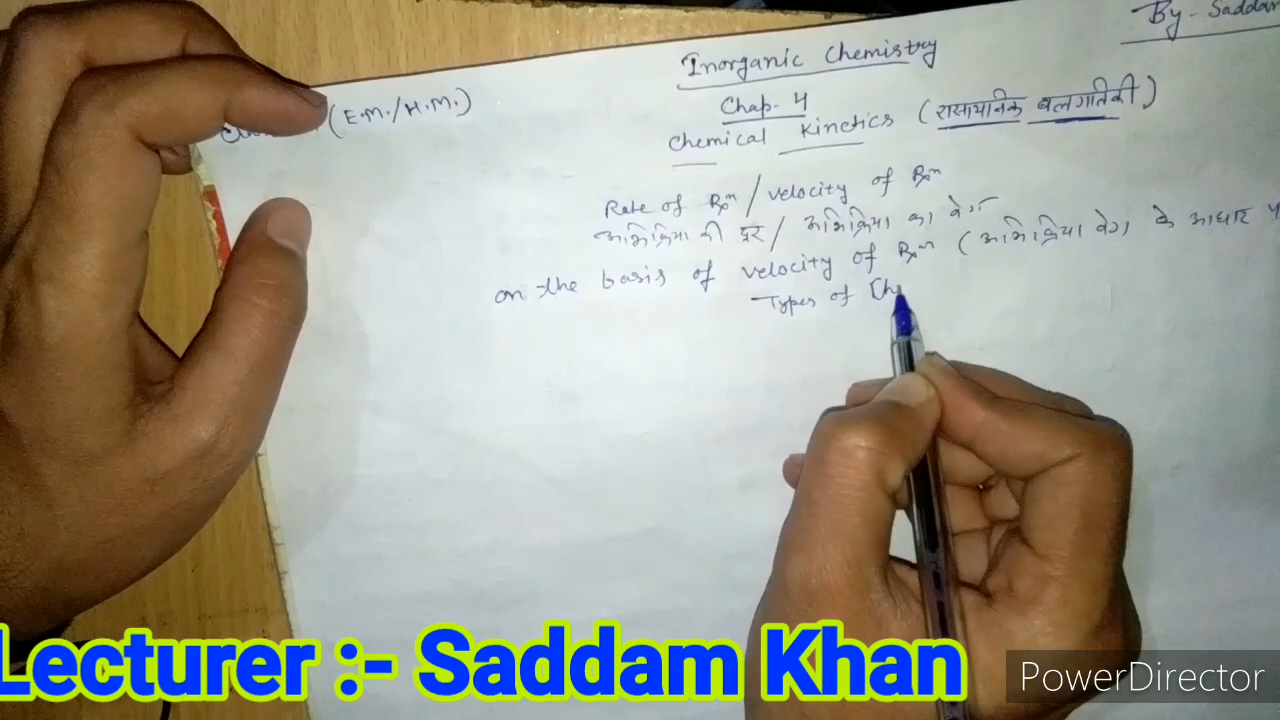 By - Saddam
Inorganic Chemistry
(E.M./H.M.)
Chap- 4
Chemical Kinetics (रासायनिक बलगतिकी)
Rate of Rxn / velocity of Rxn
अभिक्रिया की दर / अभिक्रिया का वेग
on the basis of velocity of Rxn (अभिक्रिया वेग के आधार प
Types of Ch
Lecturer :- Saddam Khan
PowerDirector